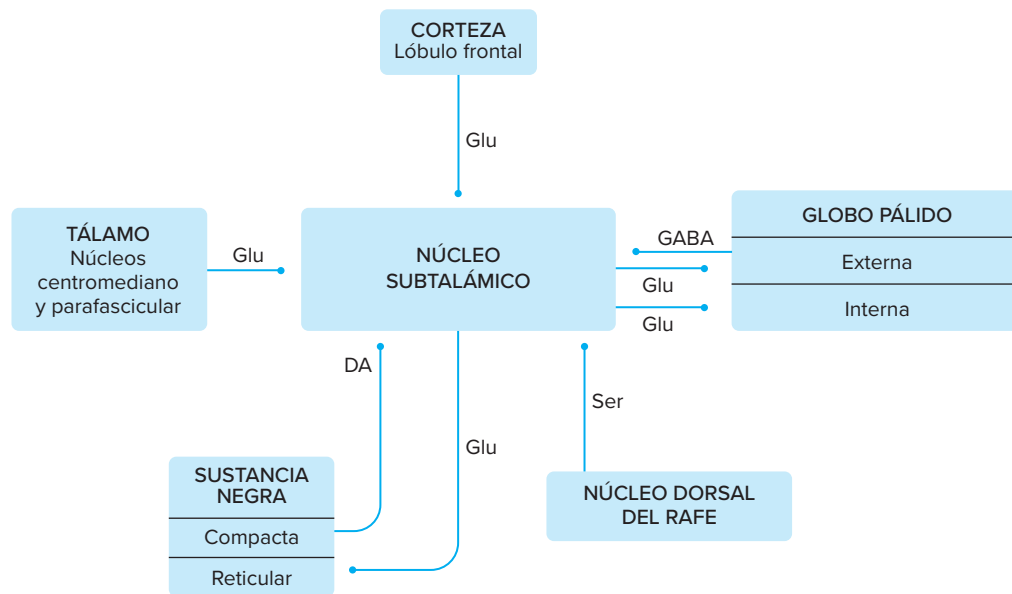 CORTEZA
Lóbulo frontal
Glu
TÁLAMO
Núcleos
centromediano
y parafascicular
Glu
NÚCLEO
SUBTALÁMICO
GABA
Glu
Glu
GLOBO PÁLIDO
Externa
Interna
DA
Glu
Ser
SUSTANCIA
NEGRA
Compacta
Reticular
NÚCLEO DORSAL
DEL RAFE